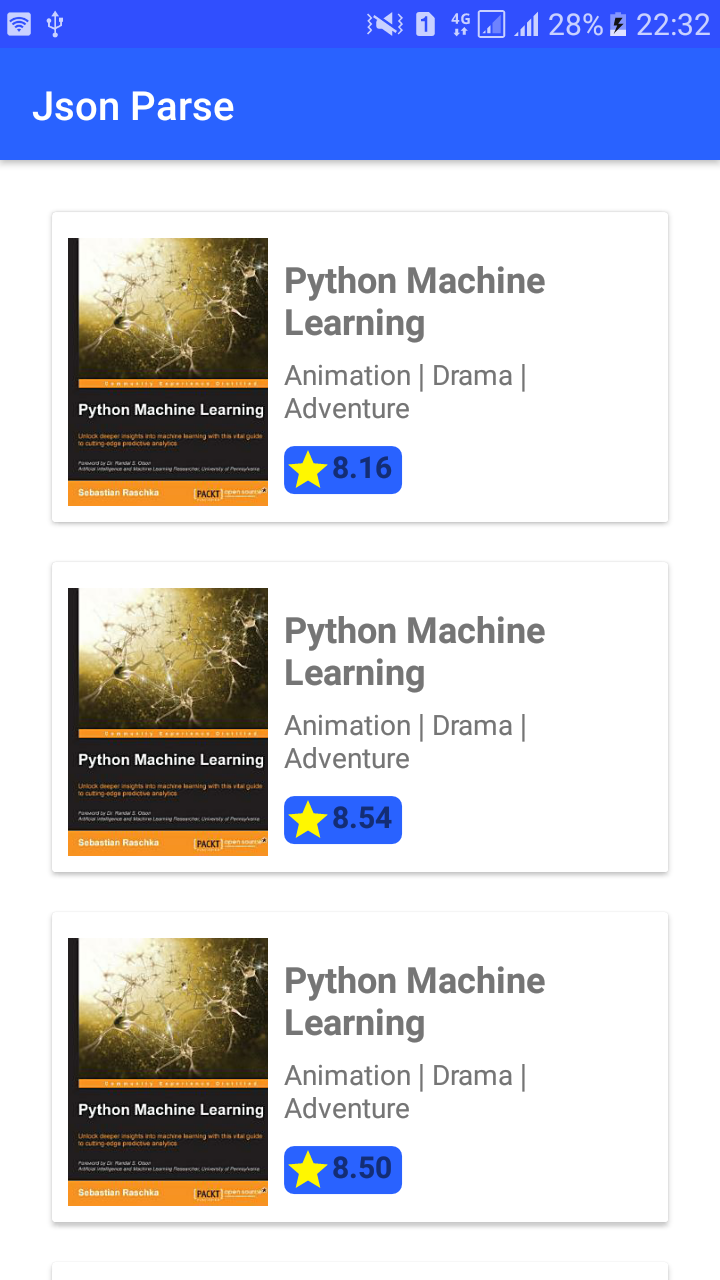 4G 1 28% 22:32
Json Parse
Community Experience Distilled
Python Machine Learning
Unlock deeper insights into machine learning with this vital guide
to cutting-edge predictive analytics
Foreword by Dr. Randal S. Olson
Artificial Intelligence and Machine Learning Researcher, University of Pennsylvania
Sebastian Raschka
[PACKT] open source*
Python Machine
Learning
Animation | Drama |
Adventure
8.16
Community Experience Distilled
Python Machine Learning
Unlock deeper insights into machine learning with this vital guide
to cutting-edge predictive analytics
Foreword by Dr. Randal S. Olson
Artificial Intelligence and Machine Learning Researcher, University of Pennsylvania
Sebastian Raschka
[PACKT] open source*
Python Machine
Learning
Animation | Drama |
Adventure
8.54
Community Experience Distilled
Python Machine Learning
Unlock deeper insights into machine learning with this vital guide
to cutting-edge predictive analytics
Foreword by Dr. Randal S. Olson
Artificial Intelligence and Machine Learning Researcher, University of Pennsylvania
Sebastian Raschka
[PACKT] open source*
Python Machine
Learning
Animation | Drama |
Adventure
8.50